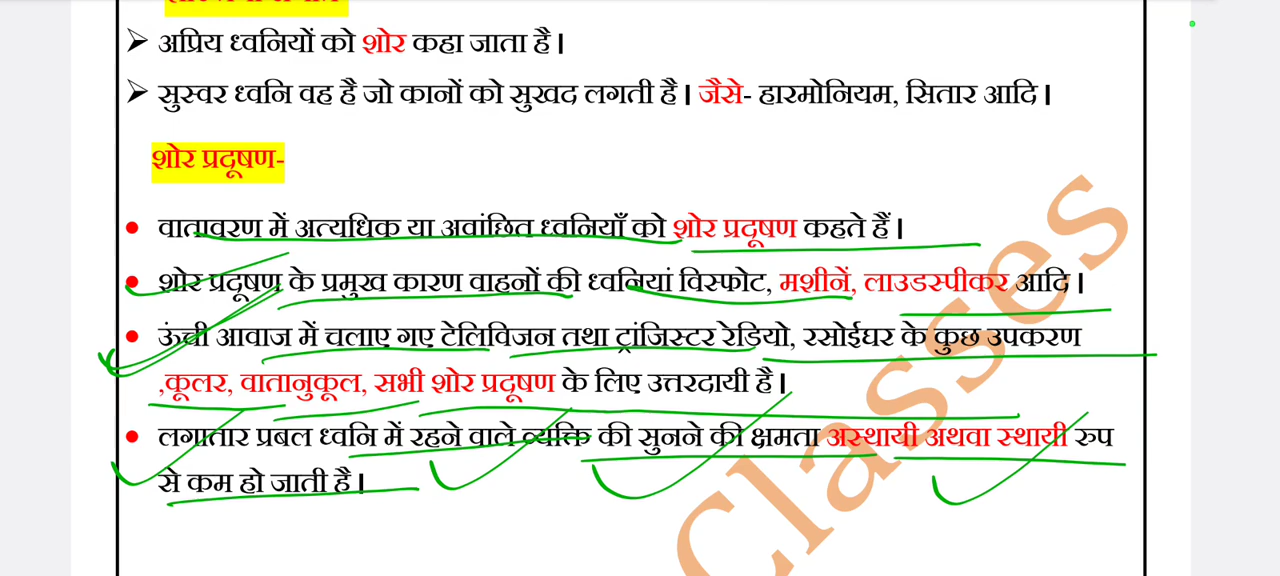 अप्रिय ध्वनियों को शोर कहा जाता है।
सुस्वर ध्वनि वह है जो कानों को सुखद लगती है। जैसे- हारमोनियम, सितार आदि।
शोर प्रदूषण-
वातावरण में अत्यधिक या अवांछित ध्वनियाँ को शोर प्रदूषण कहते हैं।
शोर प्रदूषण के प्रमुख कारण वाहनों की ध्वनियां विस्फोट, मशीनें, लाउडस्पीकर आदि।
ऊंची आवाज में चलाए गए टेलिविजन तथा ट्रांजिस्टर रेडियो, रसोईघर के कुछ उपकरण
,कूलर, वातानुकूल, सभी शोर प्रदूषण के लिए उत्तरदायी है।
लगातार प्रबल ध्वनि में रहने वाले व्यक्ति की सुनने की क्षमता अस्थायी अथवा स्थायी रुप
से कम हो जाती है।
Classes